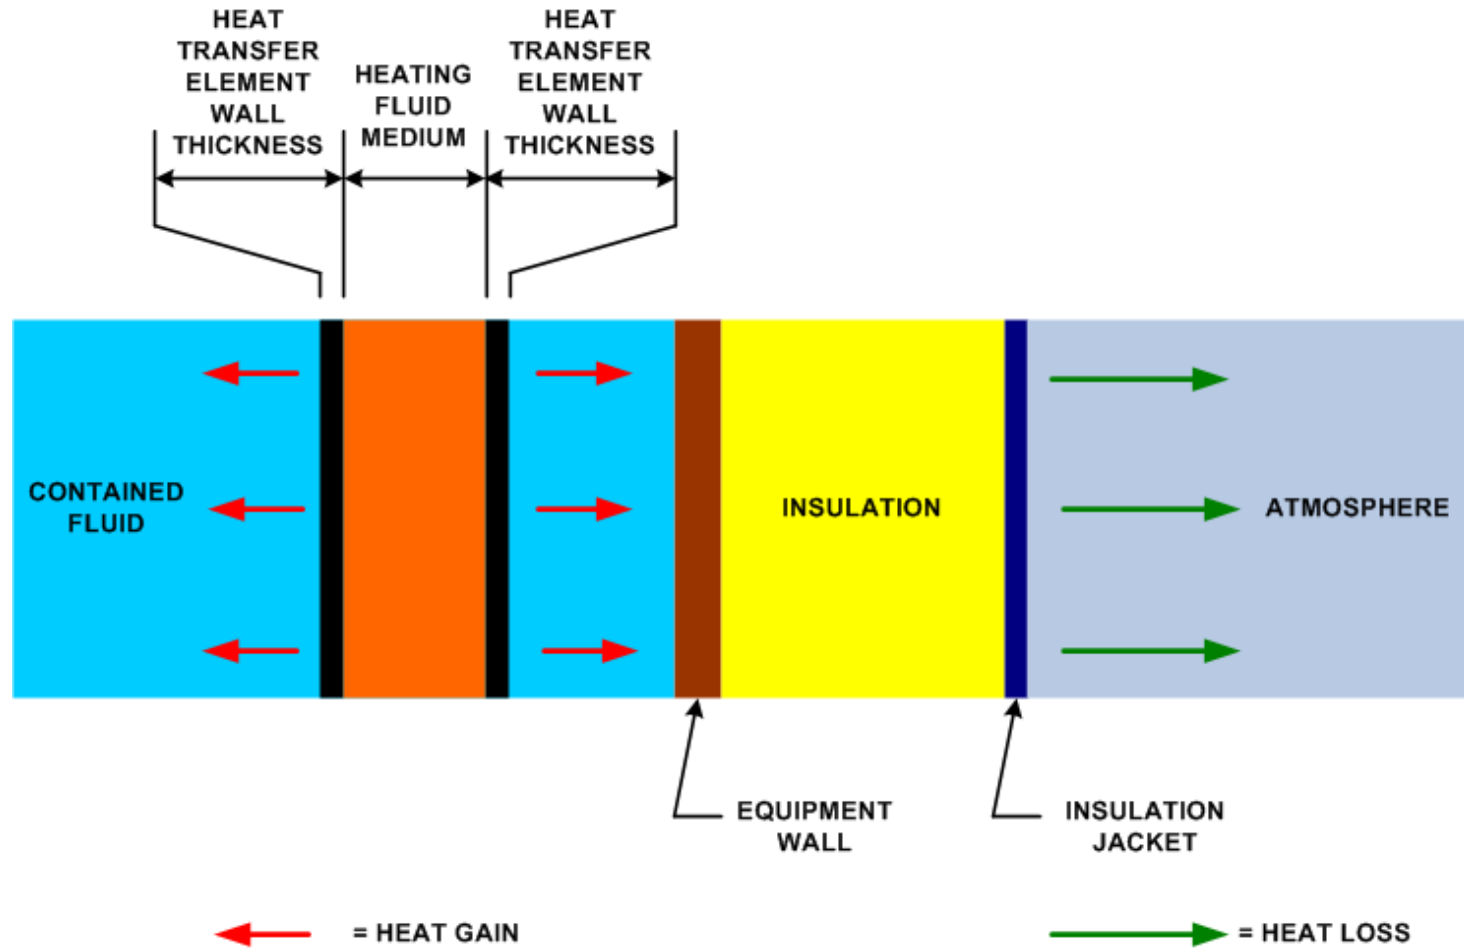 HEAT
TRANSFER
ELEMENT
WALL
THICKNESS
HEATING
FLUID
MEDIUM
HEAT
TRANSFER
ELEMENT
WALL
THICKNESS
CONTAINED
FLUID
INSULATION
ATMOSPHERE
EQUIPMENT
WALL
INSULATION
JACKET
= HEAT GAIN
= HEAT LOSS